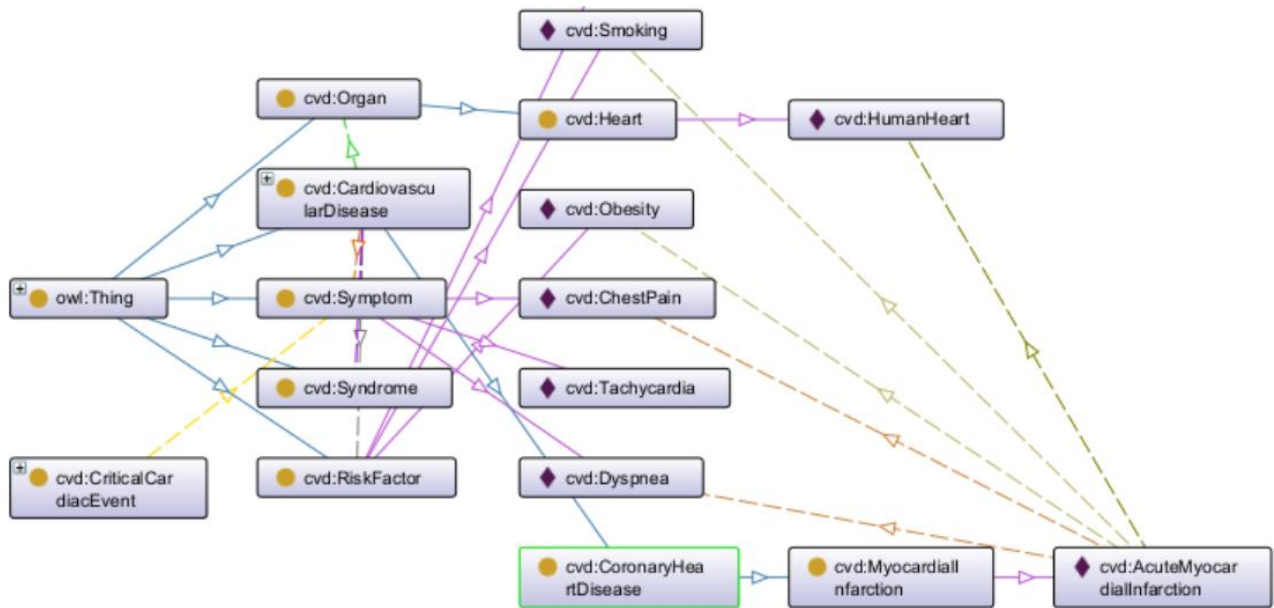 cvd:Smoking
cvd:Organ
cvd:Heart
cvd:HumanHeart
cvd:Cardiovascu
larDisease
cvd:Obesity
owl:Thing
cvd:Symptom
cvd:ChestPain
cvd:Syndrome
cvd:Tachycardia
cvd:CriticalCar
diacEvent
cvd:RiskFactor
cvd:Dyspnea
cvd:CoronaryHea
rtDisease
cvd:MyocardialI
nfarction
cvd:AcuteMyocar
dialInfarction